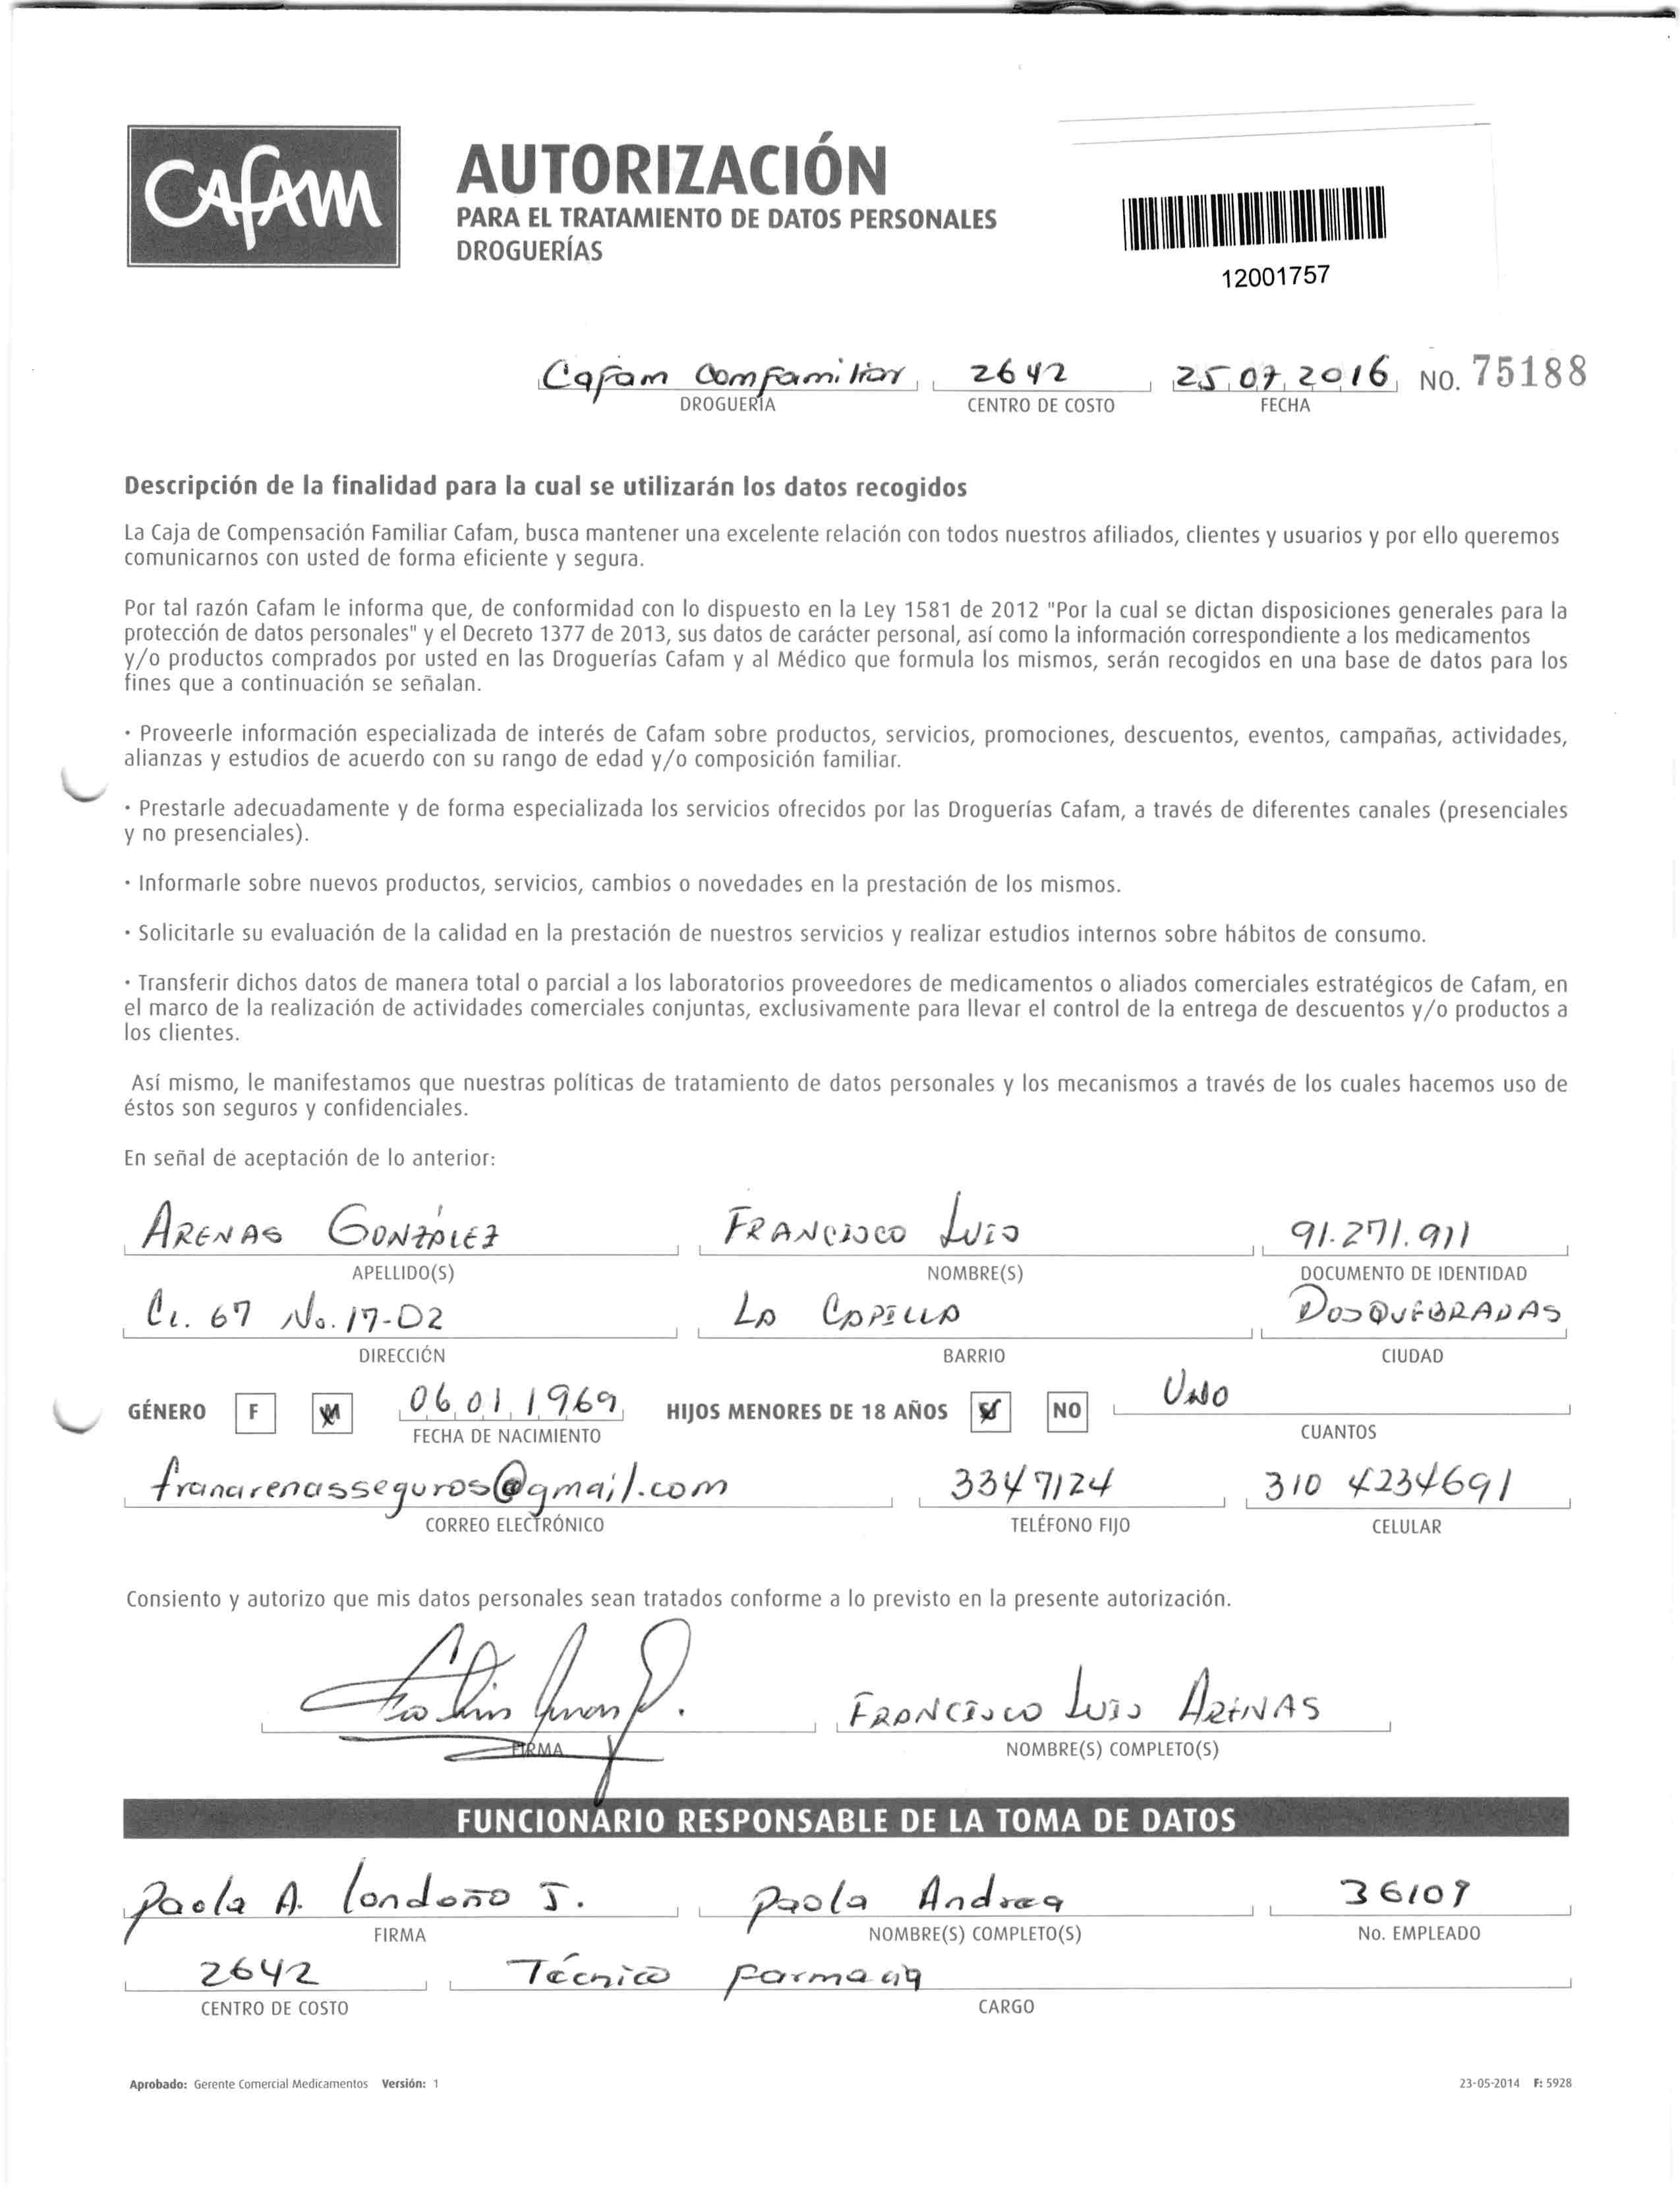 CAFAM
AUTORIZACIÓN
PARA EL TRATAMIENTO DE DATOS PERSONALES
DROGUERÍAS
12001757
Cafam Comfamiliar 2642 25 07 2016 NO. 75188
DROGUERÍA CENTRO DE COSTO FECHA
Descripción de la finalidad para la cual se utilizarán los datos recogidos
La Caja de Compensación Familiar Cafam, busca mantener una excelente relación con todos nuestros afiliados, clientes y usuarios y por ello queremos
comunicarnos con usted de forma eficiente y segura.
Por tal razón Cafam le informa que, de conformidad con lo dispuesto en la Ley 1581 de 2012 "Por la cual se dictan disposiciones generales para la
protección de datos personales" y el Decreto 1377 de 2013, sus datos de carácter personal, así como la información correspondiente a los medicamentos
y/o productos comprados por usted en las Droguerías Cafam y al Médico que formula los mismos, serán recogidos en una base de datos para los
fines que a continuación se señalan.
· Proveerle información especializada de interés de Cafam sobre productos, servicios, promociones, descuentos, eventos, campañas, actividades,
alianzas y estudios de acuerdo con su rango de edad y/o composición familiar.
· Prestarle adecuadamente y de forma especializada los servicios ofrecidos por las Droguerías Cafam, a través de diferentes canales (presenciales
y no presenciales).
· Informarle sobre nuevos productos, servicios, cambios o novedades en la prestación de los mismos.
· Solicitarle su evaluación de la calidad en la prestación de nuestros servicios y realizar estudios internos sobre hábitos de consumo.
· Transferir dichos datos de manera total o parcial a los laboratorios proveedores de medicamentos o aliados comerciales estratégicos de Cafam, en
el marco de la realización de actividades comerciales conjuntas, exclusivamente para llevar el control de la entrega de descuentos y/o productos a
los clientes.
Así mismo, le manifestamos que nuestras políticas de tratamiento de datos personales y los mecanismos a través de los cuales hacemos uso de
éstos son seguros y confidenciales.
En señal de aceptación de lo anterior:
ARENAS GONZÁLEZ FRANCISCO LUIS 91.271.911
APELLIDO(S) NOMBRE(S) DOCUMENTO DE IDENTIDAD
CL. 67 No. 17-02 LA CAPILLA DOSQUEBRADAS
DIRECCIÓN BARRIO CIUDAD
GÉNERO F M 06 01 1969 HIJOS MENORES DE 18 AÑOS SI NO UNO
FECHA DE NACIMIENTO CUANTOS
franarenasseguros@gmail.com 3347124 310 4234691
CORREO ELECTRÓNICO TELÉFONO FIJO CELULAR
Consiento y autorizo que mis datos personales sean tratados conforme a lo previsto en la presente autorización.
FRANCISCO LUIS ARENAS
FIRMA NOMBRE(S) COMPLETO(S)
FUNCIONARIO RESPONSABLE DE LA TOMA DE DATOS
Paola A. Londoño J. Paola Andrea 36109
FIRMA NOMBRE(S) COMPLETO(S) No. EMPLEADO
2642 Técnico farmacia
CENTRO DE COSTO CARGO
Aprobado: Gerente Comercial Medicamentos Versión: 1 23-05-2014 F: 5928